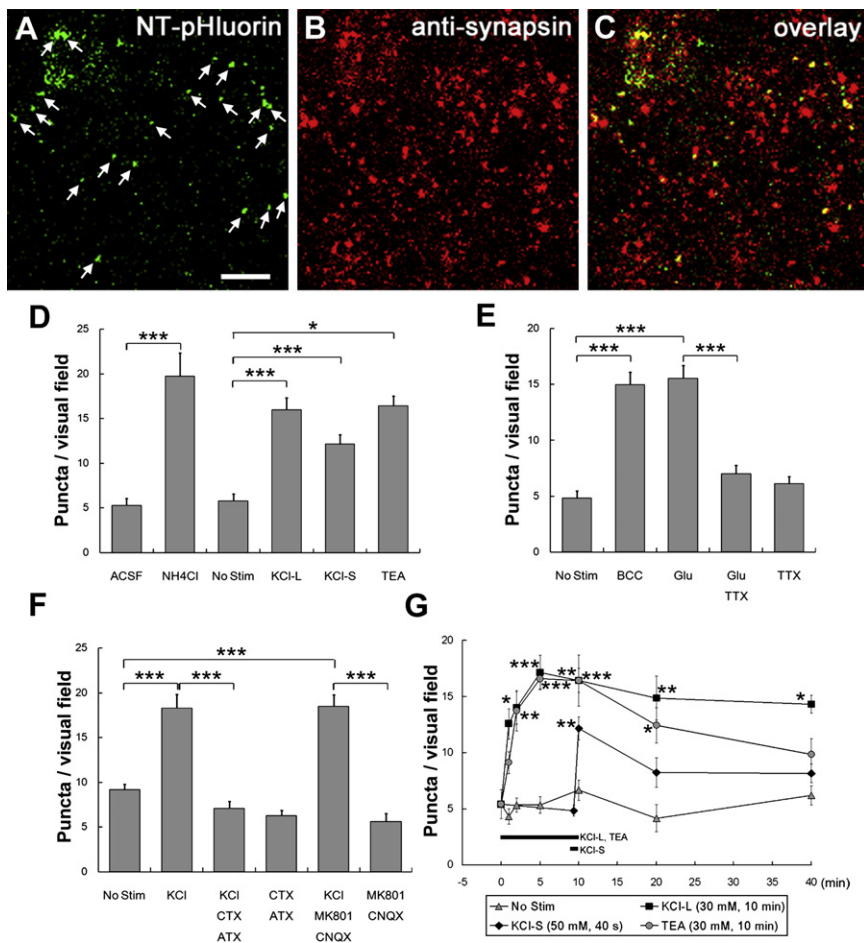 A NT-pHluorin
B anti-synapsin
C overlay
D
Puncta / visual field
25
20
15
10
5
0
***
*
***
***
ACSF NH4Cl No Stim KCl-L KCl-S TEA
E
Puncta / visual field
20
15
10
5
0
***
***
***
No Stim BCC Glu Glu TTX
TTX
F
Puncta / visual field
25
20
15
10
5
0
***
***
***
***
No Stim KCl KCl CTX KCl MK801
CTX ATX MK801 CNQX
ATX CNQX
G
Puncta / visual field
20
15
10
5
0
*
**
***
***
**
***
**
*
**
*
KCl-L, TEA
KCl-S
-5 0 5 10 15 20 25 30 35 40 (min)
No Stim KCl-L (30 mM, 10 min)
KCl-S (50 mM, 40 s) TEA (30 mM, 10 min)